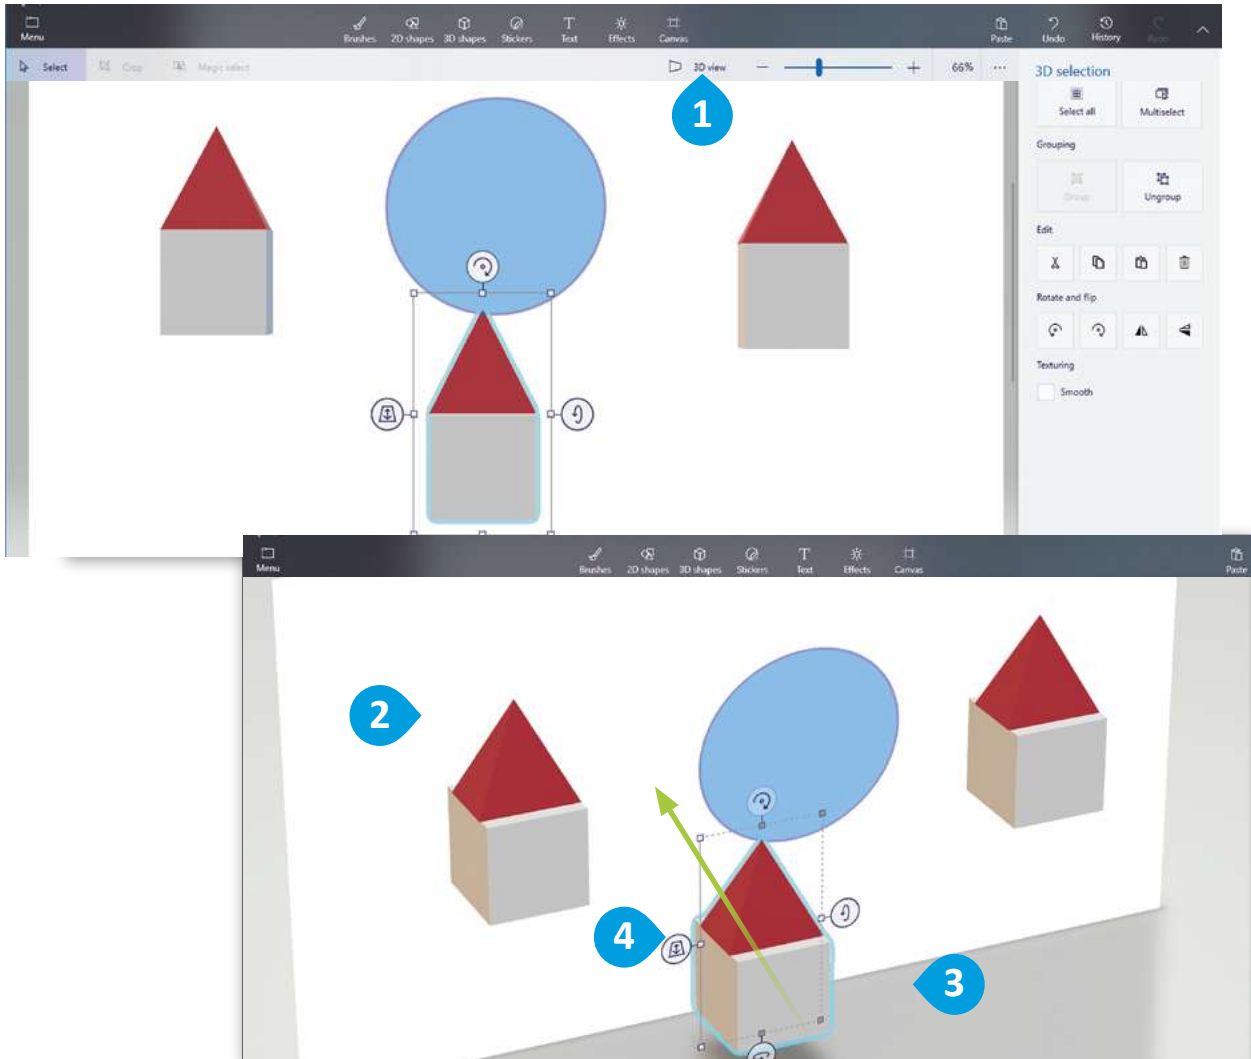 Menu
Brushes 2D shapes 3D shapes Stickers Text Effects Canvas
Paste Undo History Redo
Select Crop Magic select
3D view
66%
1
3D selection
Select all Multiselect
Grouping
Group Ungroup
Edit
Rotate and flip
Texturing
Smooth
Menu
Brushes 2D shapes 3D shapes Stickers Text Effects Canvas
Paste
2
4
3